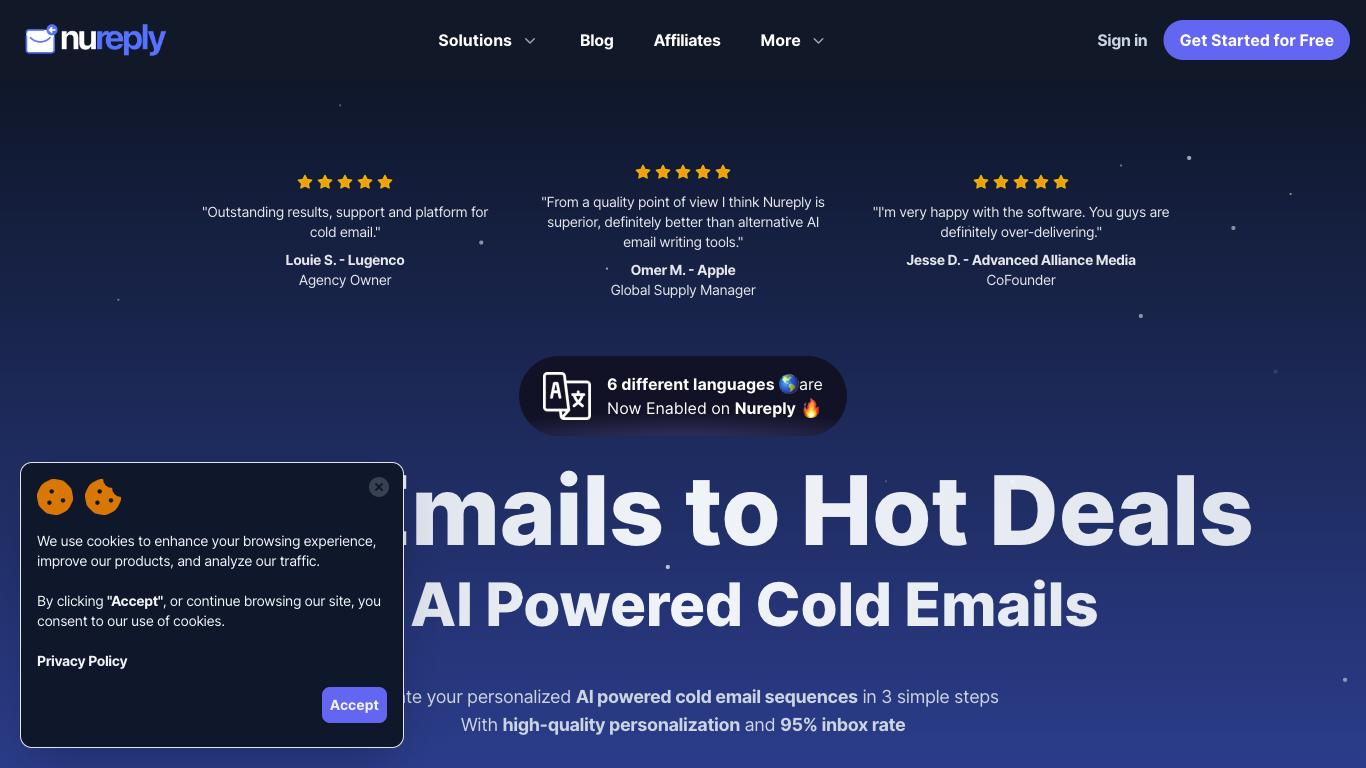 nureply
Solutions
Blog
Affiliates
More
Sign in
Get Started for Free
"Outstanding results, support and platform for
cold email."
Louie S. - Lugenco
Agency Owner
"From a quality point of view I think Nureply is
superior, definitely better than alternative AI
email writing tools."
Omer M. - Apple
Global Supply Manager
"I'm very happy with the software. You guys are
definitely over-delivering."
Jesse D. - Advanced Alliance Media
CoFounder
6 different languages 🌎are
Now Enabled on Nureply 🔥
Emails to Hot Deals
AI Powered Cold Emails
your personalized AI powered cold email sequences in 3 simple steps
With high-quality personalization and 95% inbox rate
We use cookies to enhance your browsing experience,
improve our products, and analyze our traffic.
By clicking "Accept", or continue browsing our site, you
consent to our use of cookies.
Privacy Policy
Accept